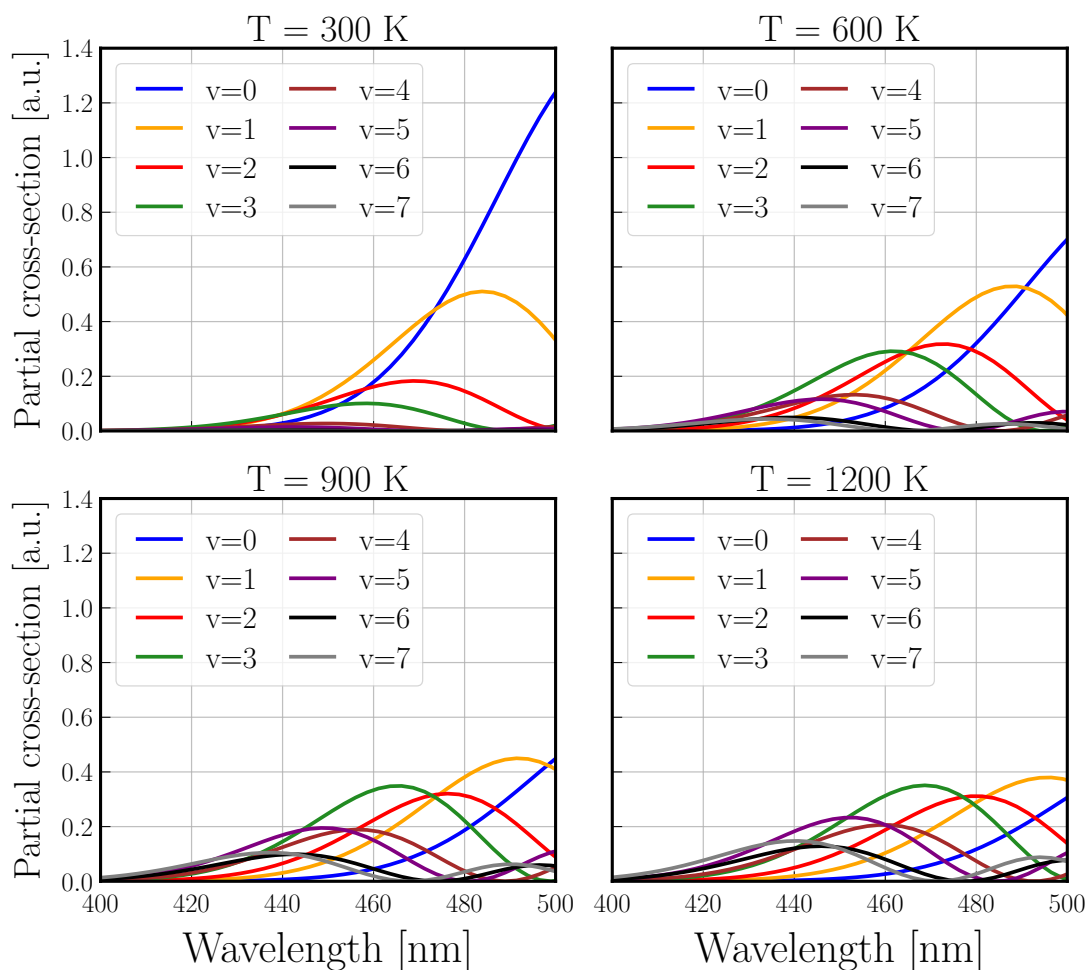 T = 300 K
T = 600 K
Partial cross-section [a.u.]
1.4
1.2
1.0
0.8
0.6
0.4
0.2
0.0
v=0
v=1
v=2
v=3
v=4
v=5
v=6
v=7
v=0
v=1
v=2
v=3
v=4
v=5
v=6
v=7
T = 900 K
T = 1200 K
Partial cross-section [a.u.]
1.4
1.2
1.0
0.8
0.6
0.4
0.2
0.0
v=0
v=1
v=2
v=3
v=4
v=5
v=6
v=7
v=0
v=1
v=2
v=3
v=4
v=5
v=6
v=7
400 420 440 460 480 500
400 420 440 460 480 500
Wavelength [nm]
Wavelength [nm]